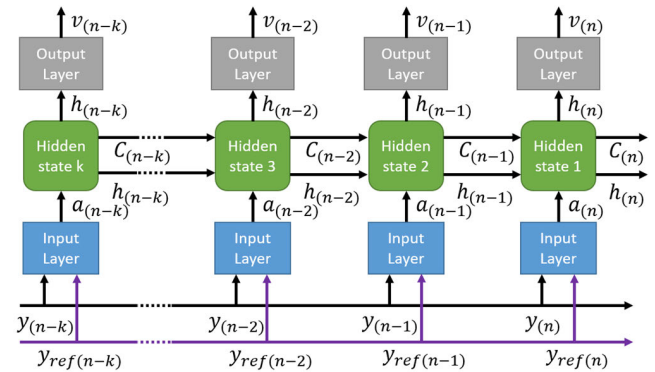 v(n−k) v(n−2) v(n−1) v(n)
Output Layer Output Layer Output Layer Output Layer
h(n−k) h(n−2) h(n−1) h(n)
Hidden state k Hidden state 3 Hidden state 2 Hidden state 1
C(n−k) C(n−2) C(n−1) C(n)
h(n−k) h(n−2) h(n−1) h(n)
a(n−k) a(n−2) a(n−1) a(n)
Input Layer Input Layer Input Layer Input Layer
y(n−k) y(n−2) y(n−1) y(n)
yref(n−k) yref(n−2) yref(n−1) yref(n)